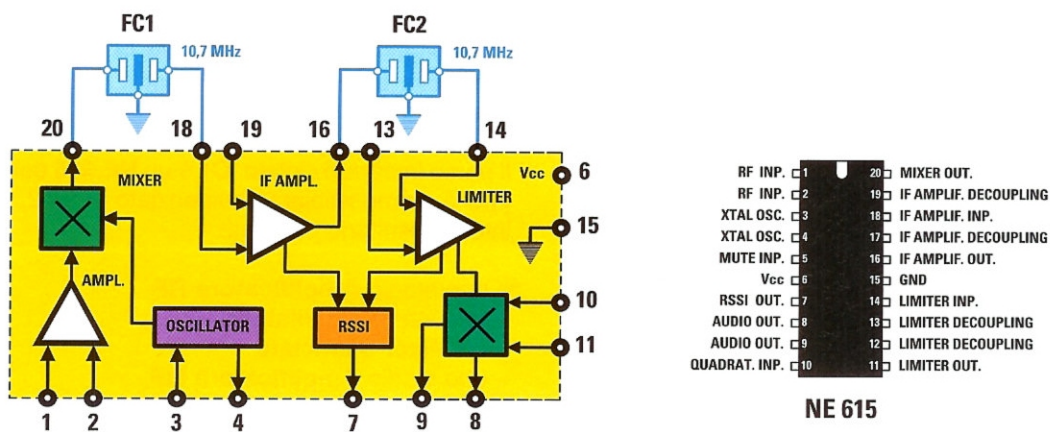 FC1
FC2
10,7 MHz
10,7 MHz
20
18
19
16
13
14
MIXER
IF AMPL.
LIMITER
Vcc
6
15
AMPL.
OSCILLATOR
RSSI
10
11
1
2
3
4
7
9
8
RF INP. 1
RF INP. 2
XTAL OSC. 3
XTAL OSC. 4
MUTE INP. 5
Vcc 6
RSSI OUT. 7
AUDIO OUT. 8
AUDIO OUT. 9
QUADRAT. INP. 10
20 MIXER OUT.
19 IF AMPLIF. DECOUPLING
18 IF AMPLIF. INP.
17 IF AMPLIF. DECOUPLING
16 IF AMPLIF. OUT.
15 GND
14 LIMITER INP.
13 LIMITER DECOUPLING
12 LIMITER DECOUPLING
11 LIMITER OUT.
NE 615